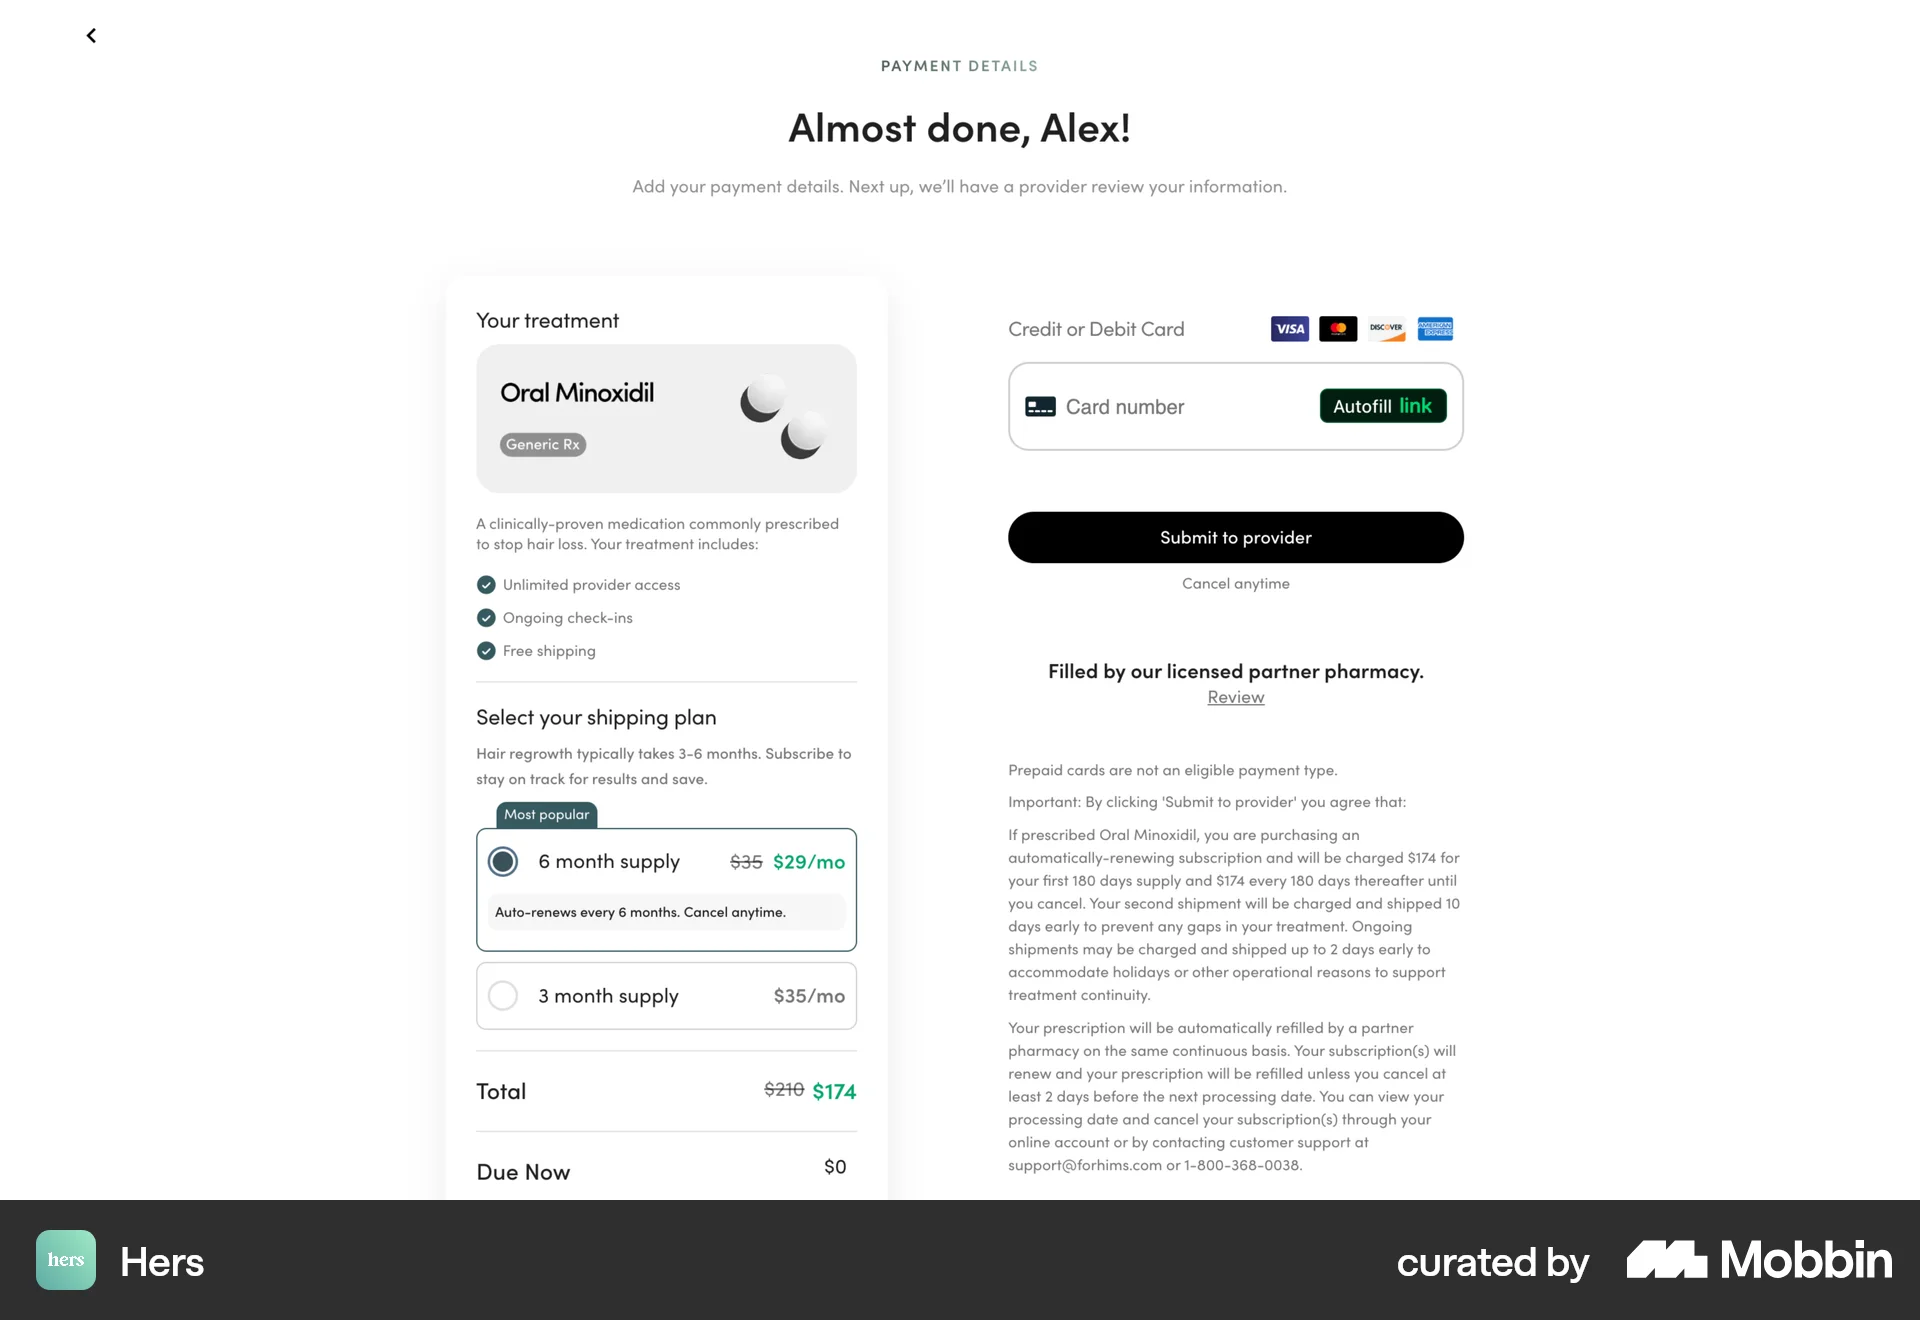 PAYMENT DETAILS
Almost done, Alex!
Add your payment details. Next up, we’ll have a provider review your information.
Your treatment
Oral Minoxidil
Generic Rx
A clinically-proven medication commonly prescribed
to stop hair loss. Your treatment includes:
Unlimited provider access
Ongoing check-ins
Free shipping
Select your shipping plan
Hair regrowth typically takes 3-6 months. Subscribe to
stay on track for results and save.
Most popular
6 month supply $35 $29/mo
Auto-renews every 6 months. Cancel anytime.
3 month supply $35/mo
Total $210 $174
Due Now $0
Credit or Debit Card VISA mastercard DISCOVER AMERICAN EXPRESS
Card number Autofill link
Submit to provider
Cancel anytime
Filled by our licensed partner pharmacy.
Review
Prepaid cards are not an eligible payment type.
Important: By clicking 'Submit to provider' you agree that:
If prescribed Oral Minoxidil, you are purchasing an
automatically-renewing subscription and will be charged $174 for
your first 180 days supply and $174 every 180 days thereafter until
you cancel. Your second shipment will be charged and shipped 10
days early to prevent any gaps in your treatment. Ongoing
shipments may be charged and shipped up to 2 days early to
accommodate holidays or other operational reasons to support
treatment continuity.
Your prescription will be automatically refilled by a partner
pharmacy on the same continuous basis. Your subscription(s) will
renew and your prescription will be refilled unless you cancel at
least 2 days before the next processing date. You can view your
processing date and cancel your subscription(s) through your
online account or by contacting customer support at
support@forhims.com or 1-800-368-0038.
hers Hers
curated by Mobbin